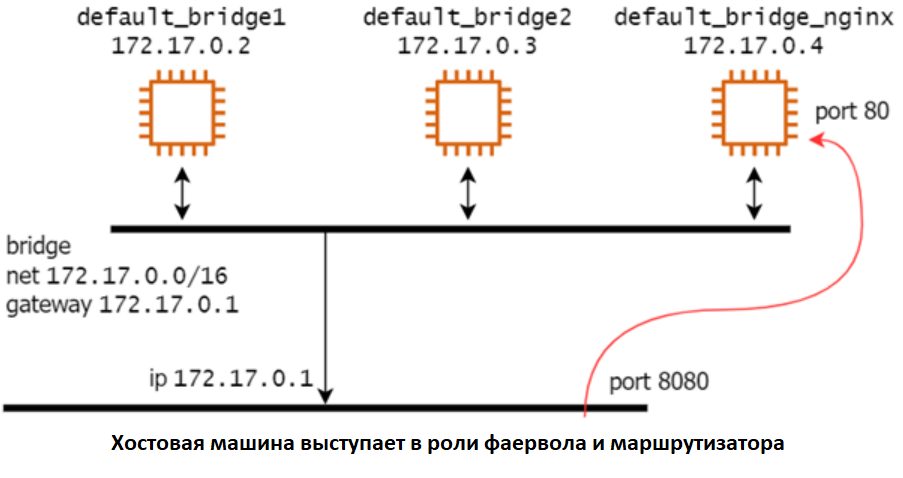 default_bridge1
172.17.0.2
default_bridge2
172.17.0.3
default_bridge_nginx
172.17.0.4
port 80
bridge
net 172.17.0.0/16
gateway 172.17.0.1
ip 172.17.0.1
port 8080
Хостовая машина выступает в роли фаервола и маршрутизатора